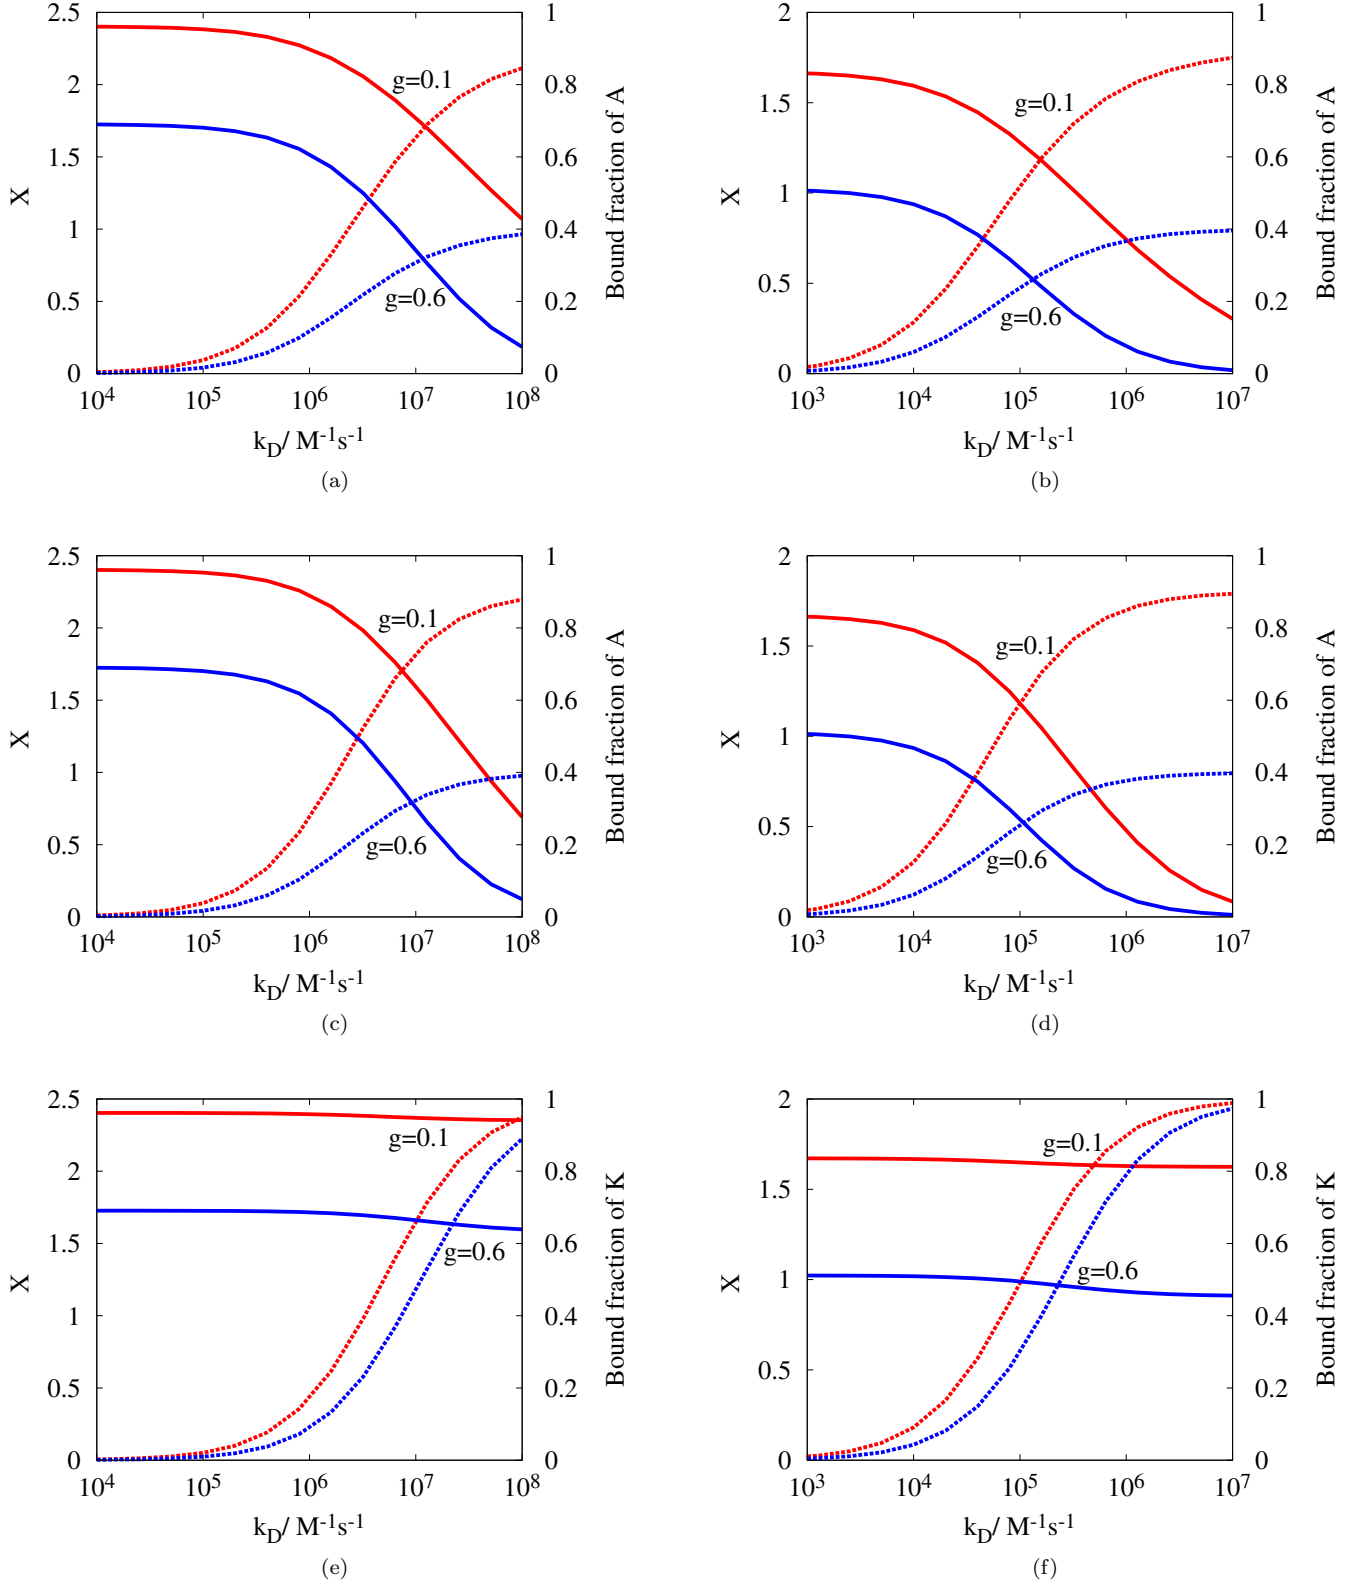 2.5
2
1.5
1
0.5
0
X
1
0.8
0.6
0.4
0.2
0
Bound fraction of A
g=0.1
g=0.6
10^4 10^5 10^6 10^7 10^8
k_D/ M^-1s^-1
(a)
2
1.5
1
0.5
0
X
1
0.8
0.6
0.4
0.2
0
Bound fraction of A
g=0.1
g=0.6
10^3 10^4 10^5 10^6 10^7
k_D/ M^-1s^-1
(b)
2.5
2
1.5
1
0.5
0
X
1
0.8
0.6
0.4
0.2
0
Bound fraction of A
g=0.1
g=0.6
10^4 10^5 10^6 10^7 10^8
k_D/ M^-1s^-1
(c)
2
1.5
1
0.5
0
X
1
0.8
0.6
0.4
0.2
0
Bound fraction of A
g=0.1
g=0.6
10^3 10^4 10^5 10^6 10^7
k_D/ M^-1s^-1
(d)
2.5
2
1.5
1
0.5
0
X
1
0.8
0.6
0.4
0.2
0
Bound fraction of K
g=0.1
g=0.6
10^4 10^5 10^6 10^7 10^8
k_D/ M^-1s^-1
(e)
2
1.5
1
0.5
0
X
1
0.8
0.6
0.4
0.2
0
Bound fraction of K
g=0.1
g=0.6
10^3 10^4 10^5 10^6 10^7
k_D/ M^-1s^-1
(f)